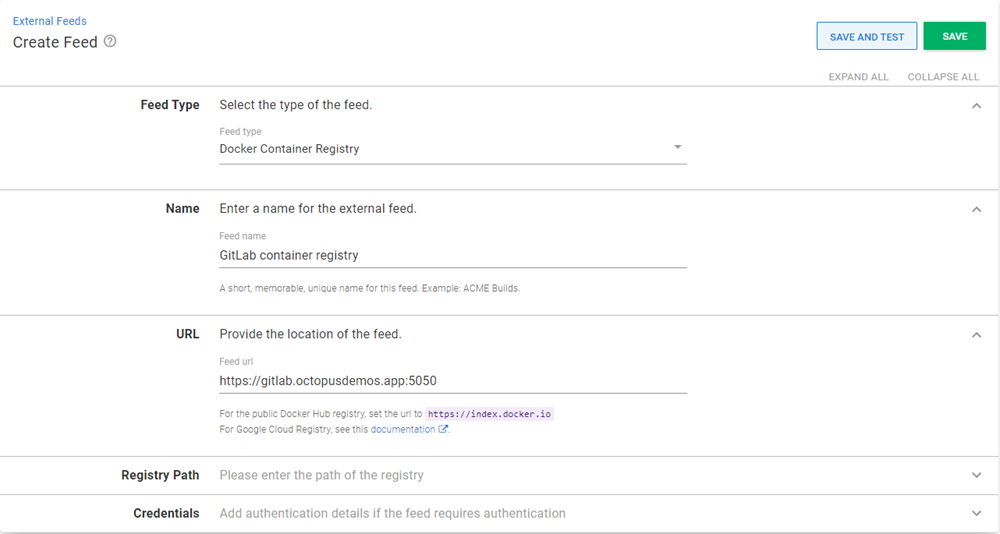 External Feeds
Create Feed
SAVE AND TEST
SAVE
EXPAND ALL
COLLAPSE ALL
Feed Type
Select the type of the feed.
Feed type
Docker Container Registry
Name
Enter a name for the external feed.
Feed name
GitLab container registry
A short, memorable, unique name for this feed. Example: ACME Builds.
URL
Provide the location of the feed.
Feed url
https://gitlab.octopusdemos.app:5050
For the public Docker Hub registry, set the url to https://index.docker.io
For Google Cloud Registry, see this documentation.
Registry Path
Please enter the path of the registry
Credentials
Add authentication details if the feed requires authentication